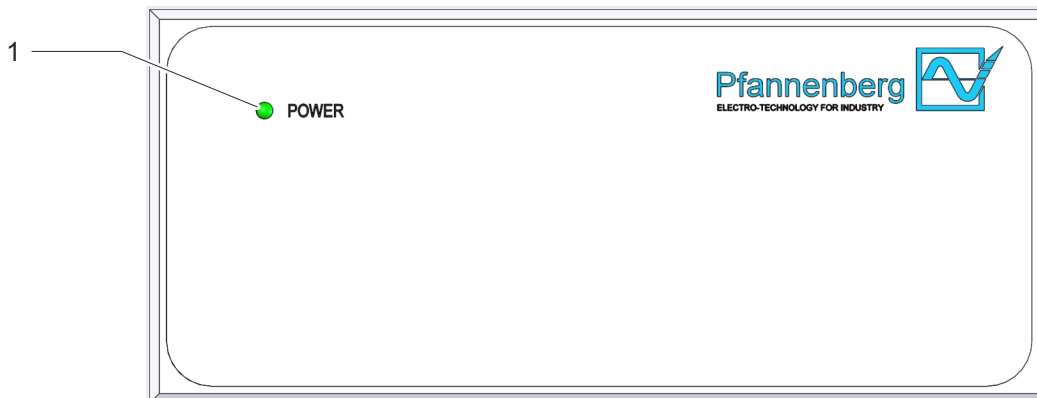 1
POWER
Pfannenberg
ELECTRO-TECHNOLOGY FOR INDUSTRY